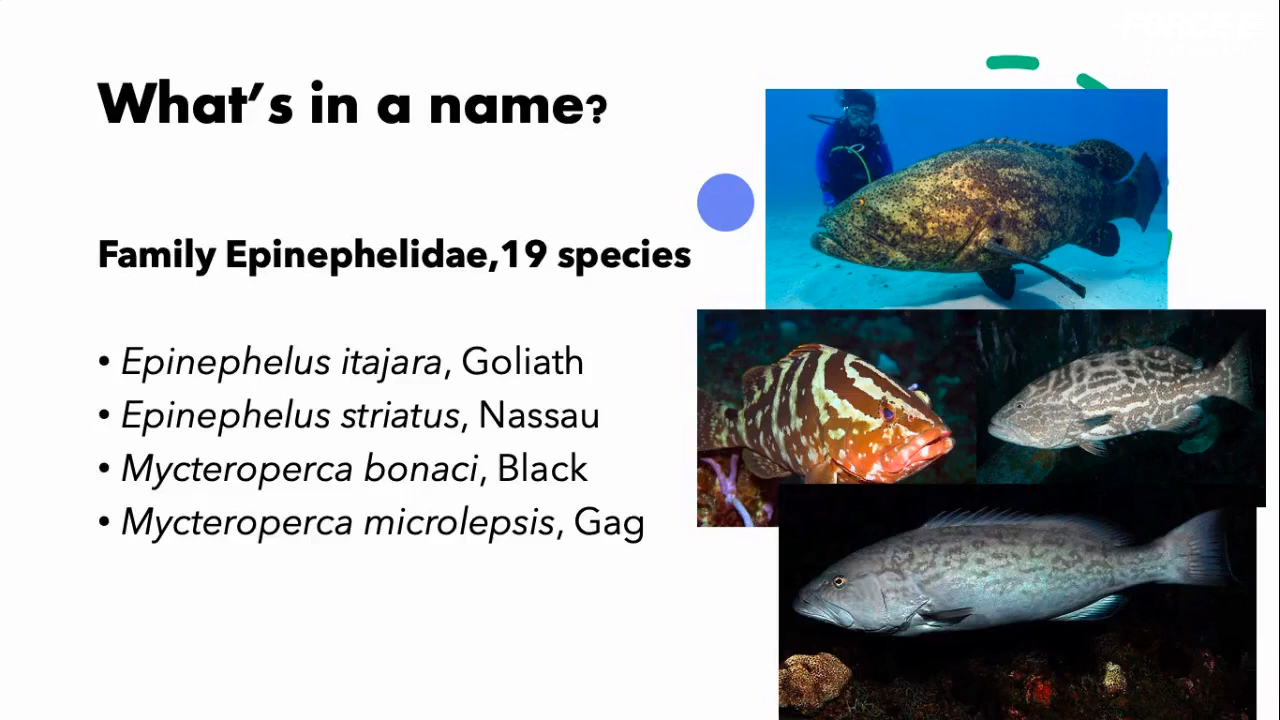 What's in a name?
Family Epinephelidae,19 species
• Epinephelus itajara, Goliath
• Epinephelus striatus, Nassau
• Mycteroperca bonaci, Black
• Mycteroperca microlepsis, Gag